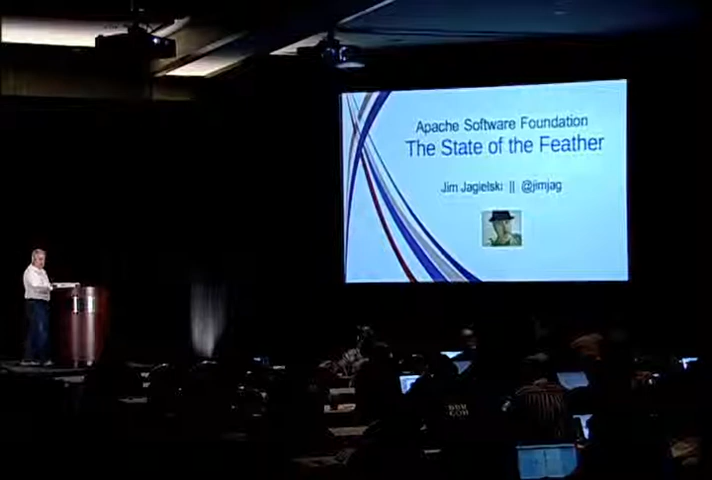 Apache Software Foundation
The State of the Feather
Jim Jagielski || @jimjag